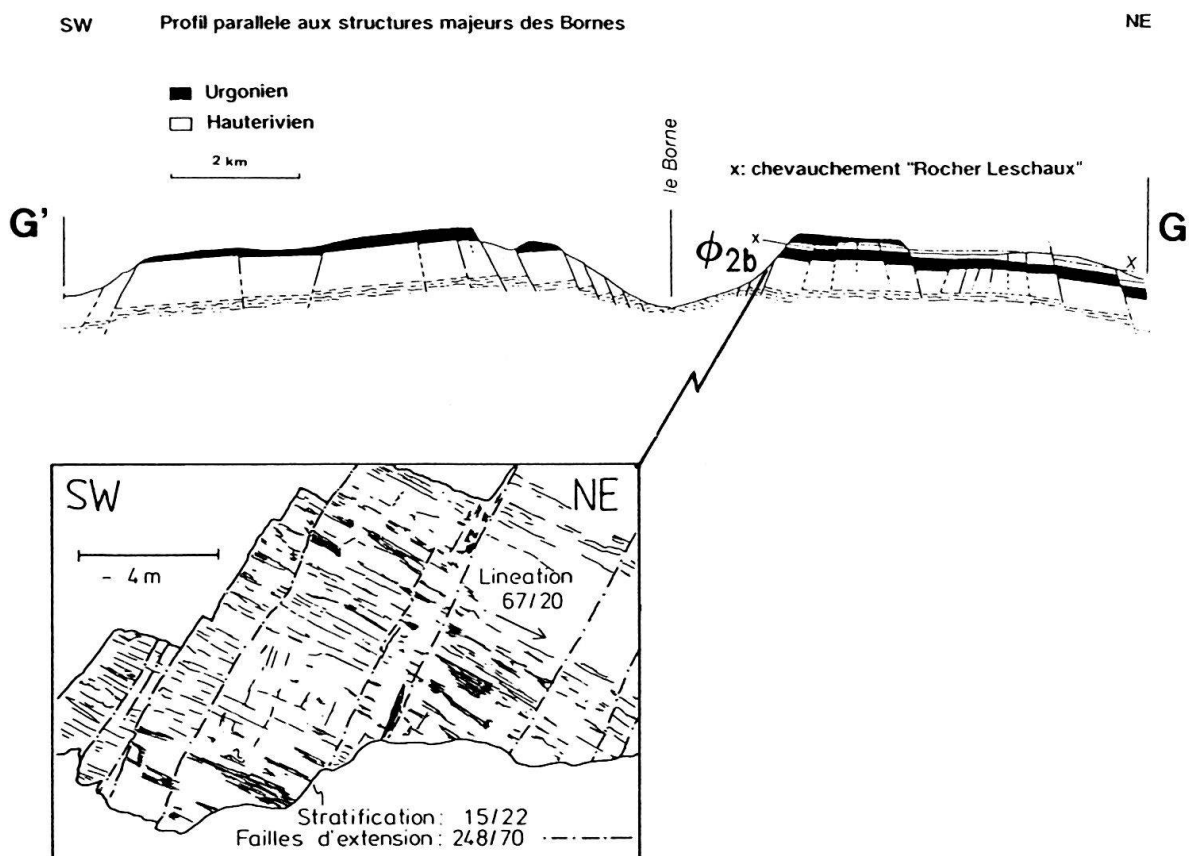 SW Profil parallele aux structures majeurs des Bornes NE
Urgonien
Hauterivien
2 km
le Borne
x: chevauchement "Rocher Leschaux"
G' G
ϕ2b x
x
SW NE
~ 4m
Lineation
67/20
Stratification: 15/22
Failles d'extension: 248/70